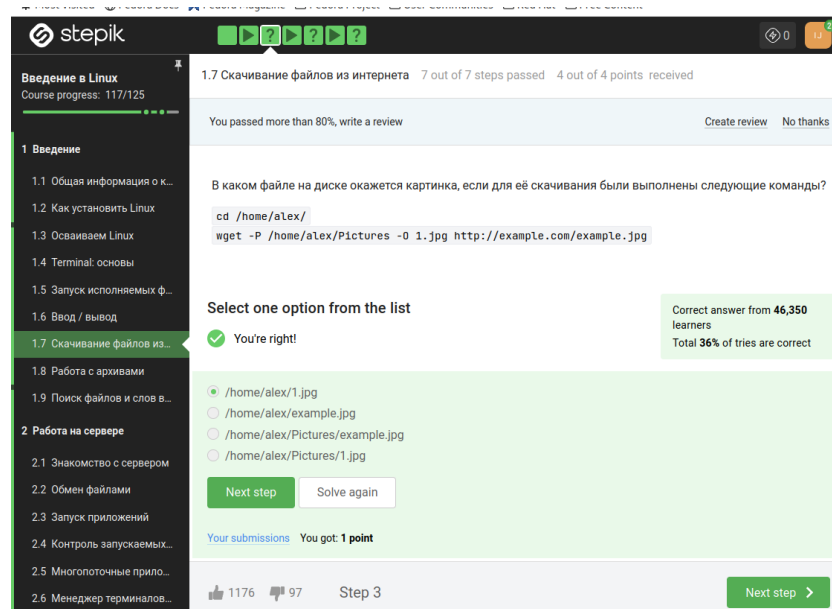 stepik
0
2
IJ
Введение в Linux
Course progress: 117/125
1 Введение
1.1 Общая информация о к...
1.2 Как установить Linux
1.3 Осваиваем Linux
1.4 Terminal: основы
1.5 Запуск исполняемых ф...
1.6 Ввод / вывод
1.7 Скачивание файлов из...
1.8 Работа с архивами
1.9 Поиск файлов и слов в...
2 Работа на сервере
2.1 Знакомство с сервером
2.2 Обмен файлами
2.3 Запуск приложений
2.4 Контроль запускаемых...
2.5 Многопоточные прило...
2.6 Менеджер терминалов...
1.7 Скачивание файлов из интернета 7 out of 7 steps passed 4 out of 4 points received
You passed more than 80%, write a review Create review No thanks
В каком файле на диске окажется картинка, если для её скачивания были выполнены следующие команды?
cd /home/alex/
wget -P /home/alex/Pictures -O 1.jpg http://example.com/example.jpg
Select one option from the list
You're right!
Correct answer from 46,350
learners
Total 36% of tries are correct
/home/alex/1.jpg
/home/alex/example.jpg
/home/alex/Pictures/example.jpg
/home/alex/Pictures/1.jpg
Next step Solve again
Your submissions You got: 1 point
1176 97 Step 3 Next step